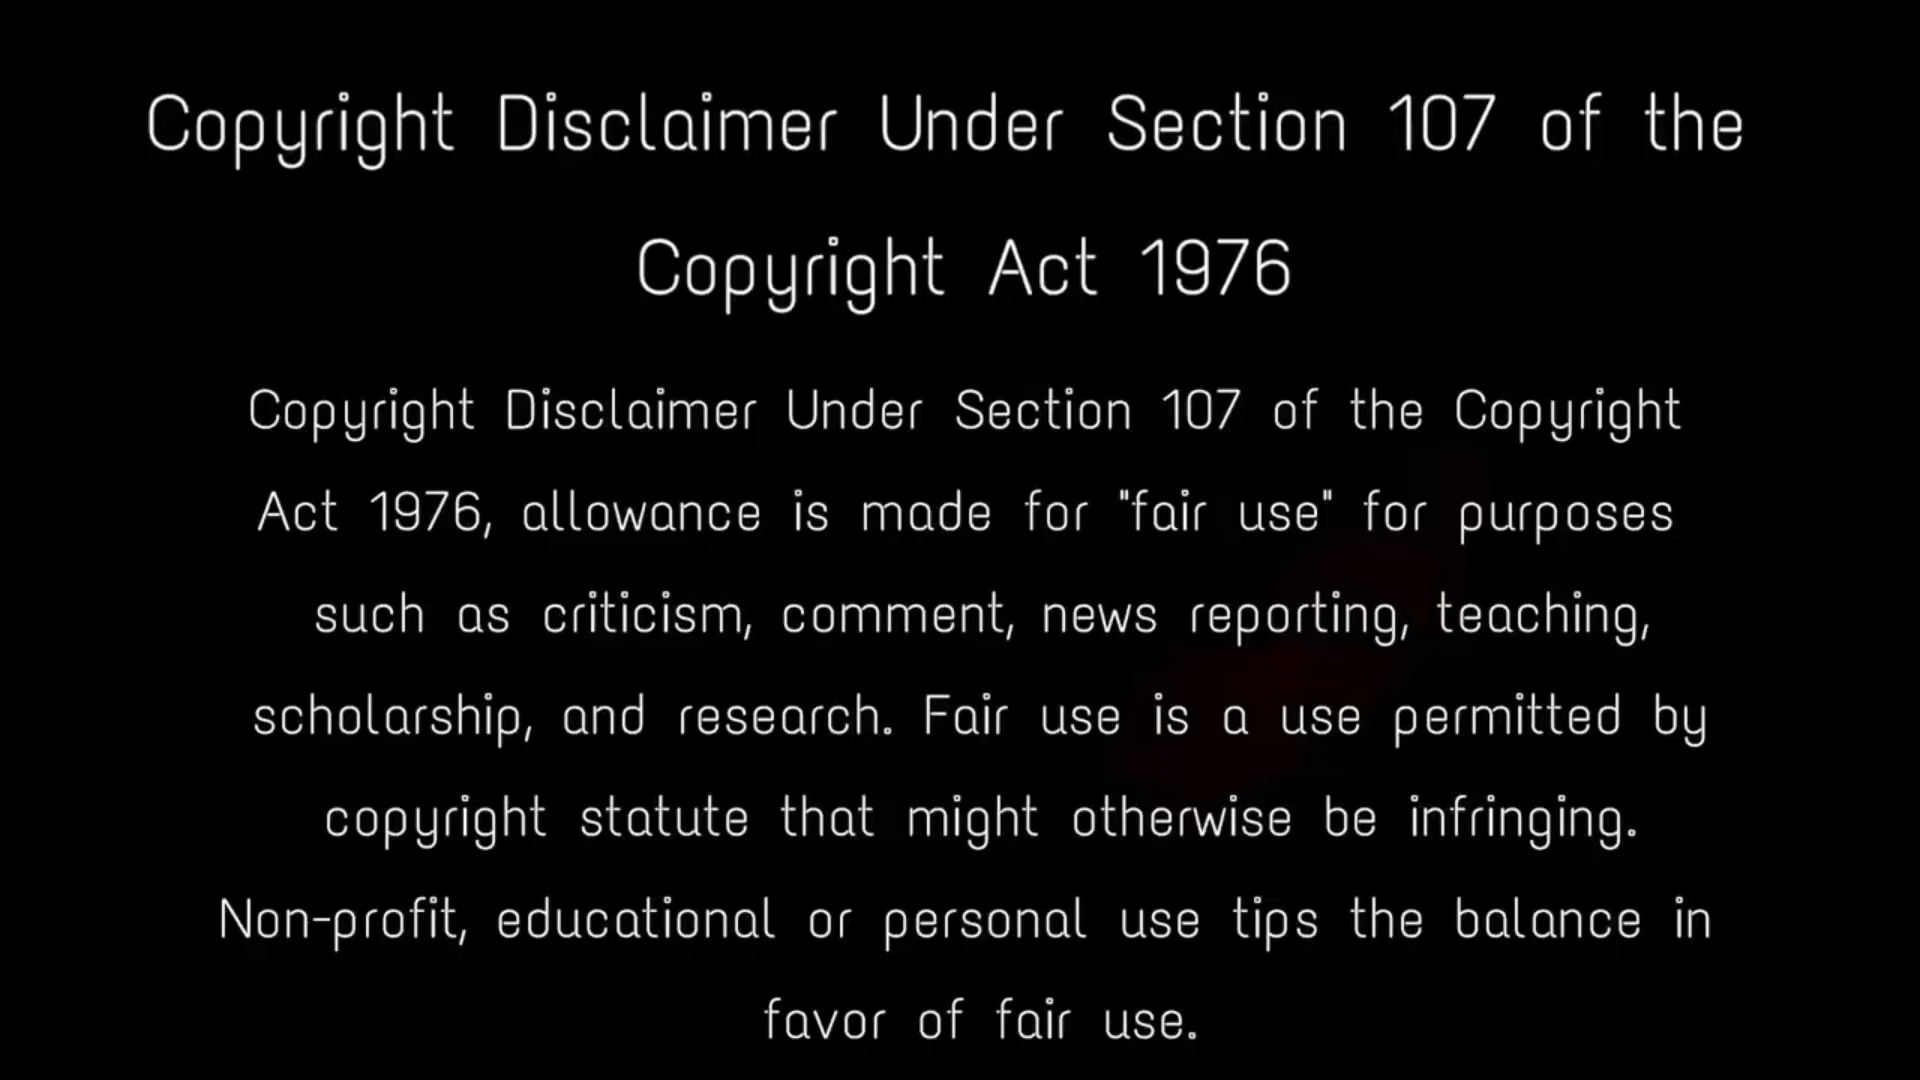 Copyright Disclaimer Under Section 107 of the
Copyright Act 1976
Copyright Disclaimer Under Section 107 of the Copyright
Act 1976, allowance is made for "fair use" for purposes
such as criticism, comment, news reporting, teaching,
scholarship, and research. Fair use is a use permitted by
copyright statute that might otherwise be infringing.
Non-profit, educational or personal use tips the balance in
favor of fair use.